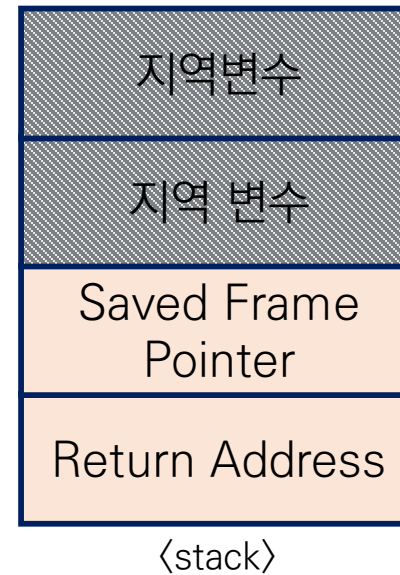 지역변수
지역 변수
Saved Frame
Pointer
Return Address
〈stack〉